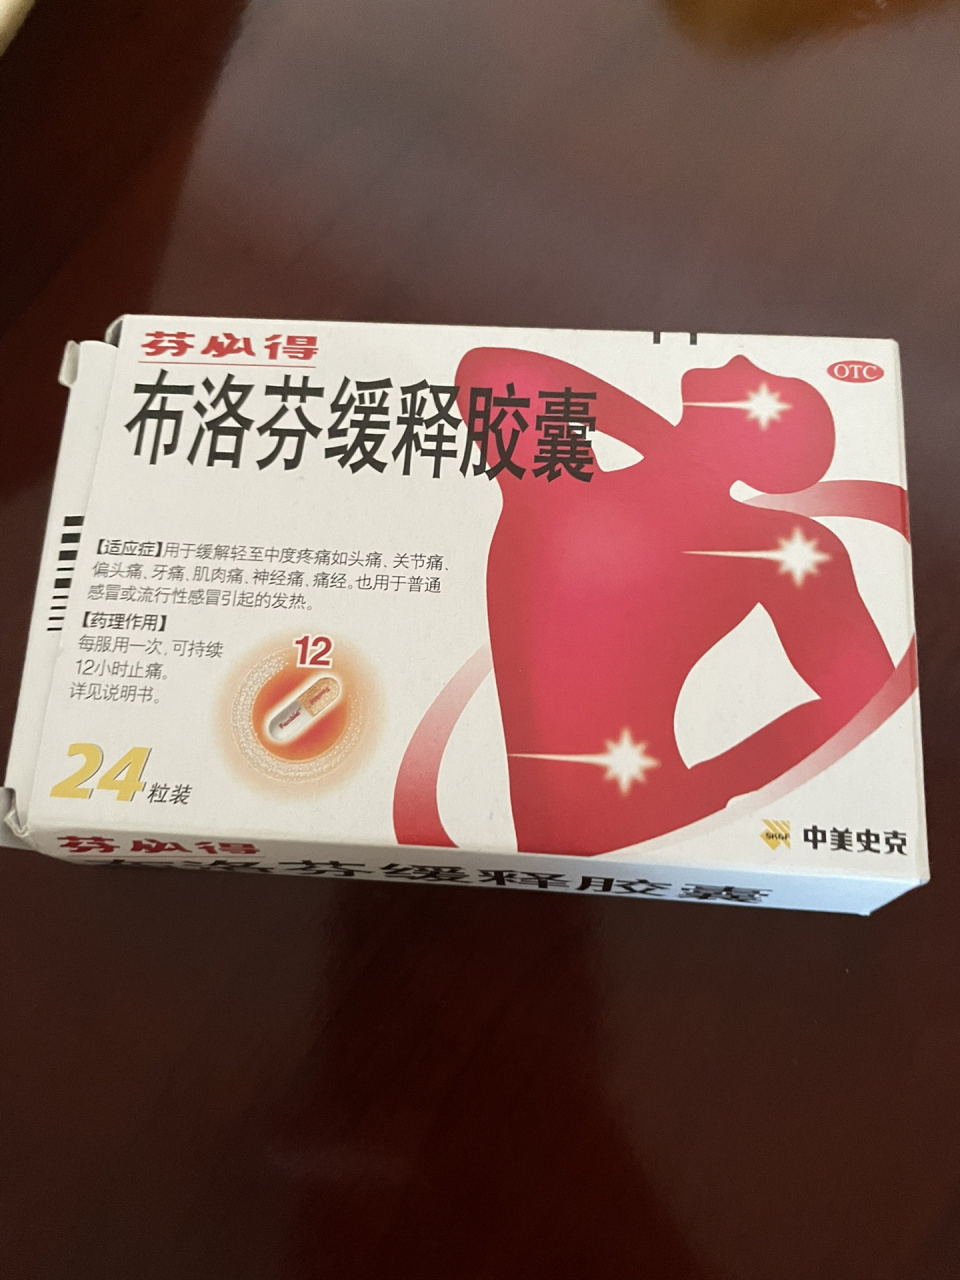 芬必得
布洛芬缓释胶囊
OTC
【适应症】用于缓解轻至中度疼痛如头痛、关节痛、
偏头痛、牙痛、肌肉痛、神经痛、痛经。也用于普通
感冒或流行性感冒引起的发热。
【药理作用】
每服用一次,可持续
12小时止痛。
详见说明书。
12
Fenbid
24粒装
SK&F
中美史克
芬必得
布洛芬缓释胶囊